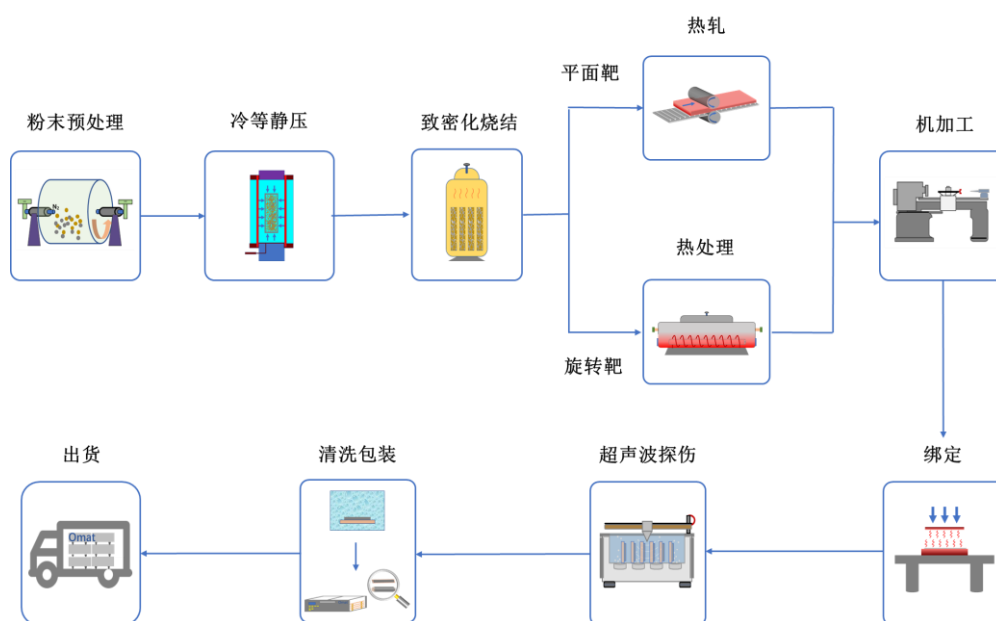 粉末预处理
N₂
冷等静压
致密化烧结
平面靶
热轧
旋转靶
热处理
机加工
绑定
超声波探伤
清洗包装
出货
Omat